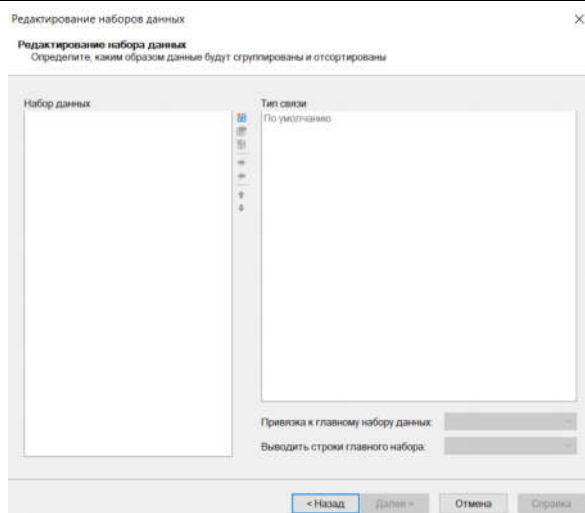 Редактирование наборов данных
Редактирование набора данных
Определите, каким образом данные будут сгруппированы и отсортированы
Набор данных
Тип связи
По умолчанию
Привязка к главному набору данных:
Выводить строки главного набора:
< Назад
Далее >
Отмена
Справка